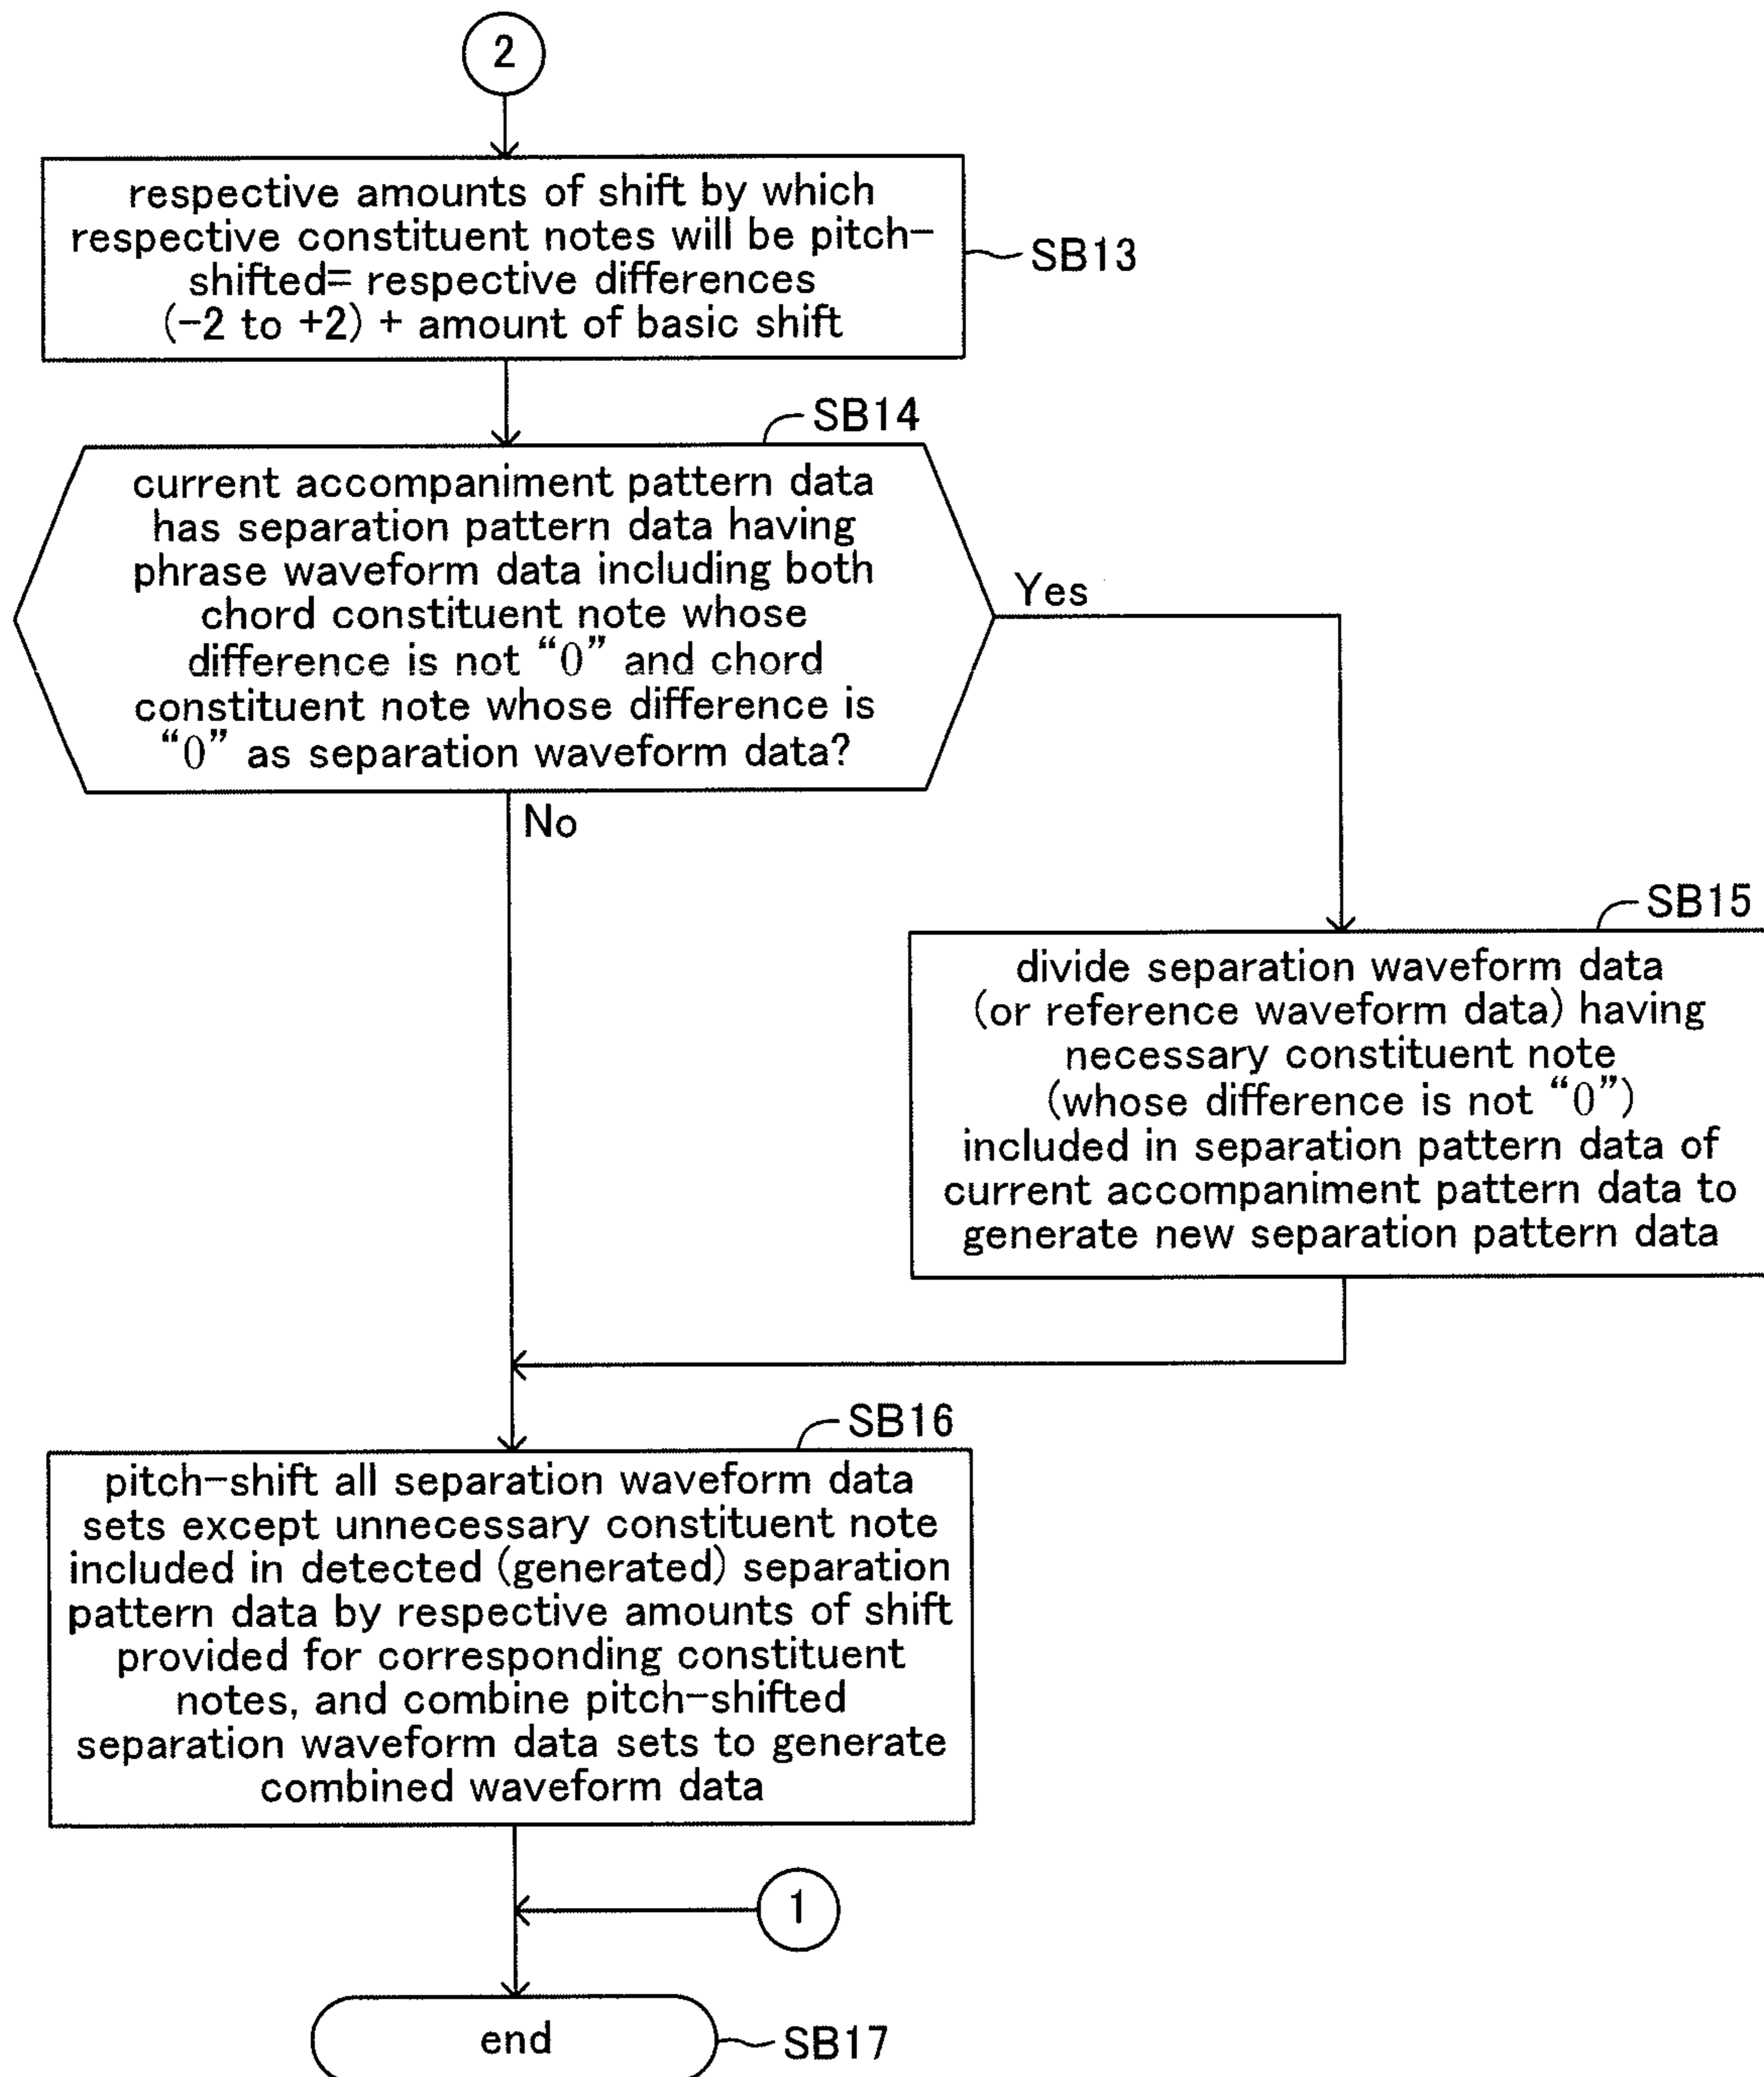 2
respective amounts of shift by which
respective constituent notes will be pitch-
shifted= respective differences
(-2 to +2) + amount of basic shift
SB13
SB14
current accompaniment pattern data
has separation pattern data having
phrase waveform data including both
chord constituent note whose
difference is not “0” and chord
constituent note whose difference is
“0” as separation waveform data?
Yes
No
SB15
divide separation waveform data
(or reference waveform data) having
necessary constituent note
(whose difference is not “0”)
included in separation pattern data of
current accompaniment pattern data to
generate new separation pattern data
SB16
pitch-shift all separation waveform data
sets except unnecessary constituent note
included in detected (generated) separation
pattern data by respective amounts of shift
provided for corresponding constituent
notes, and combine pitch-shifted
separation waveform data sets to generate
combined waveform data
1
end
SB17